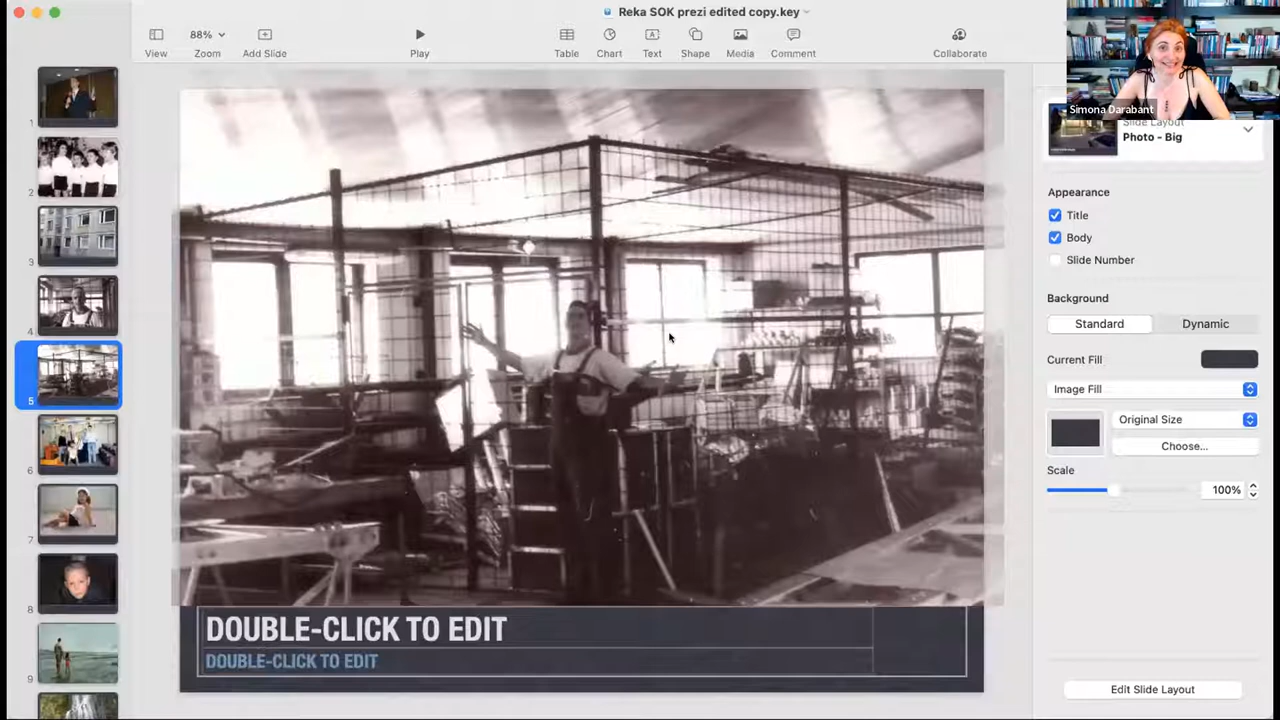 Reka SOK prezi edited copy.key
88%
View
Zoom
Add Slide
Play
Table
Chart
Text
Shape
Media
Comment
Collaborate
Simona Darabant
Slide Layout
Photo - Big
Appearance
Title
Body
Slide Number
Background
Standard
Dynamic
Current Fill
Image Fill
Original Size
Choose...
Scale
100%
Edit Slide Layout
1
2
3
4
5
6
7
8
9
DOUBLE-CLICK TO EDIT
DOUBLE-CLICK TO EDIT